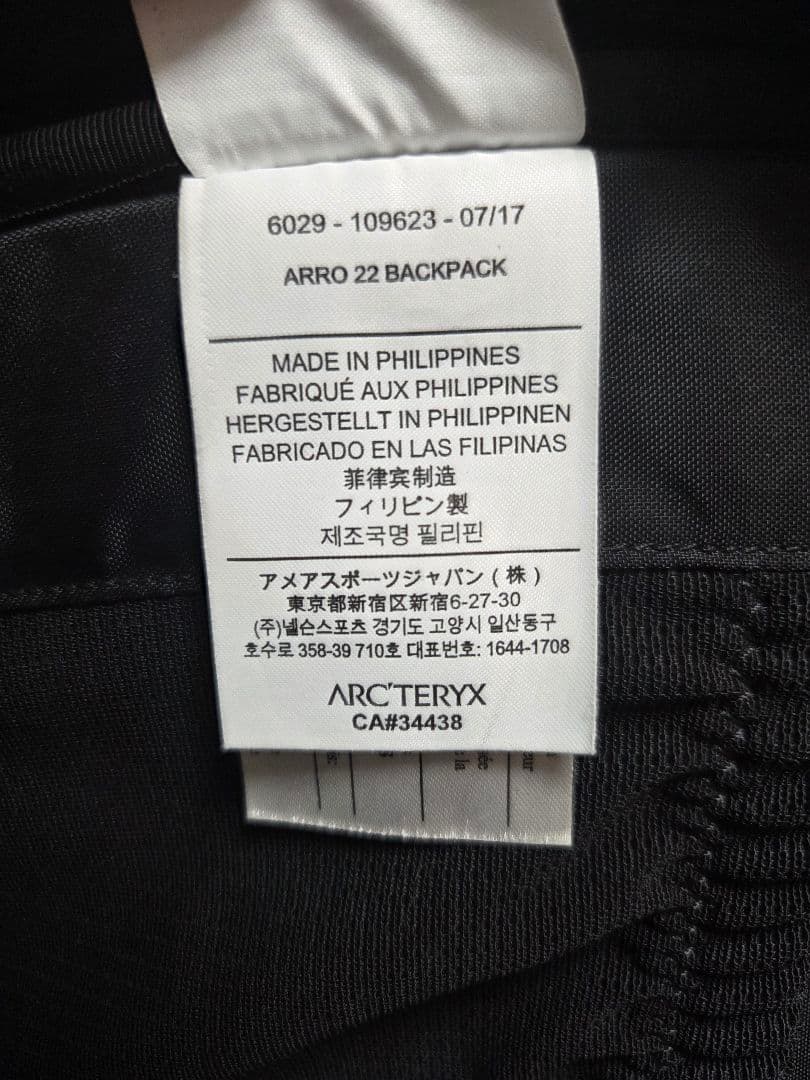 6029 - 109623 - 07/17
ARRO 22 BACKPACK
MADE IN PHILIPPINES
FABRIQUÉ AUX PHILIPPINES
HERGESTELLT IN PHILIPPINEN
FABRICADO EN LAS FILIPINAS
菲律宾制造
フィリピン製
제조국명 필리핀
アメアスポーツジャパン ( 株 )
東京都新宿区新宿6-27-30
(주)넬슨스포츠 경기도 고양시 일산동구
호수로 358-39 710호 대표번호: 1644-1708
ARC'TERYX
CA#34438